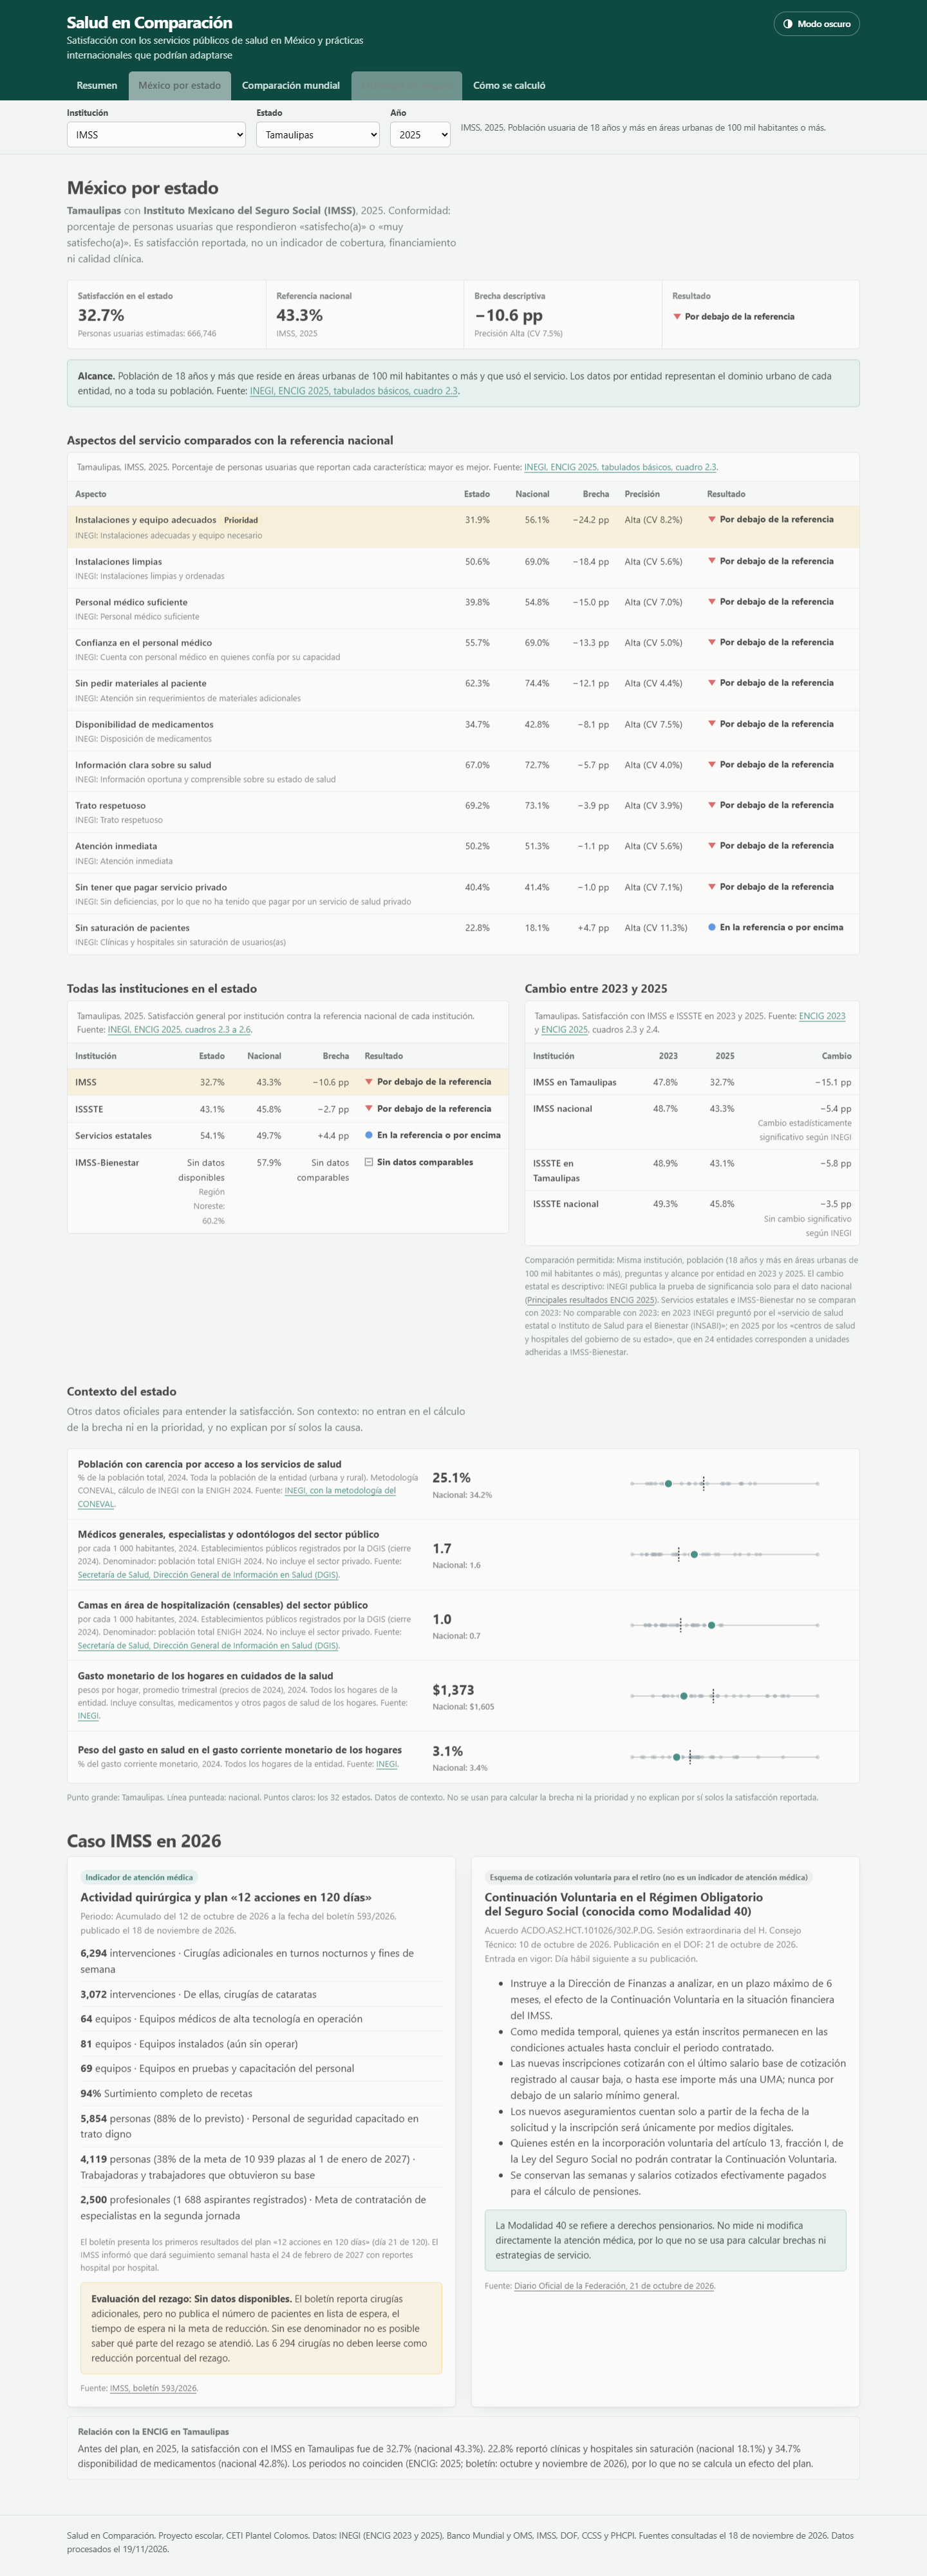 Salud en Comparación
Satisfacción con los servicios públicos de salud en México y prácticas
internacionales que podrían adaptarse
Modo oscuro
Resumen
México por estado
Comparación mundial
Cómo se calculó
Institución
Estado
Año
IMSS
Tamaulipas
2025
IMSS, 2025. Población usuaria de 18 años y más en áreas urbanas de 100 mil habitantes o más.
México por estado
Tamaulipas con Instituto Mexicano del Seguro Social (IMSS), 2025. Conformidad:
porcentaje de personas usuarias que respondieron «satisfecho(a)» o «muy
satisfecho(a)». Es satisfacción reportada, no un indicador de cobertura, financiamiento
ni calidad clínica.
Satisfacción en el estado
32.7%
Personas usuarias estimadas: 666,746
Referencia nacional
43.3%
IMSS, 2025
Brecha descriptiva
−10.6 pp
Precisión Alta (CV 7.5%)
Resultado
Por debajo de la referencia
Alcance. Población de 18 años y más que reside en áreas urbanas de 100 mil habitantes o más y que usó el servicio. Los datos por entidad representan el dominio urbano de cada
entidad, no a toda su población. Fuente: INEGI, ENCIG 2025, tabulados básicos, cuadro 2.3.
Aspectos del servicio comparados con la referencia nacional
Tamaulipas, IMSS, 2025. Porcentaje de personas usuarias que reportan cada característica: mayor es mejor. Fuente: INEGI, ENCIG 2025, tabulados básicos, cuadro 2.3.
Aspecto Estado Nacional Brecha Precisión Resultado
Instalaciones y equipo adecuados Prioridad 31.9% 56.1% −24.2 pp Alta (CV 8.2%) Por debajo de la referencia
INEGI: Instalaciones adecuadas y equipo necesario
Instalaciones limpias 50.6% 69.0% −18.4 pp Alta (CV 5.6%) Por debajo de la referencia
INEGI: Instalaciones limpias y ordenadas
Personal médico suficiente 39.8% 54.8% −15.0 pp Alta (CV 7.0%) Por debajo de la referencia
INEGI: Personal médico suficiente
Confianza en el personal médico 55.7% 69.0% −13.3 pp Alta (CV 5.0%) Por debajo de la referencia
INEGI: Cuenta con personal médico en quienes confía por su capacidad
Sin pedir materiales al paciente 62.3% 74.4% −12.1 pp Alta (CV 4.4%) Por debajo de la referencia
INEGI: Atención sin requerimientos de materiales adicionales
Disponibilidad de medicamentos 34.7% 42.8% −8.1 pp Alta (CV 7.5%) Por debajo de la referencia
INEGI: Disposición de medicamentos
Información clara sobre su salud 67.0% 72.7% −5.7 pp Alta (CV 4.0%) Por debajo de la referencia
INEGI: Información oportuna y comprensible sobre su estado de salud
Trato respetuoso 69.2% 73.1% −3.9 pp Alta (CV 3.9%) Por debajo de la referencia
INEGI: Trato respetuoso
Atención inmediata 50.2% 51.3% −1.1 pp Alta (CV 5.6%) Por debajo de la referencia
INEGI: Atención inmediata
Sin tener que pagar servicio privado 40.4% 41.4% −1.0 pp Alta (CV 7.1%) Por debajo de la referencia
INEGI: Sin deficiencias, por lo que no ha tenido que pagar por un servicio de salud privado
Sin saturación de pacientes 22.8% 18.1% +4.7 pp Alta (CV 11.3%) En la referencia o por encima
INEGI: Clínicas y hospitales sin saturación de usuarios(as)
Todas las instituciones en el estado
Tamaulipas, 2025. Satisfacción general por institución contra la referencia nacional de cada institución.
Fuente: INEGI, ENCIG 2025, cuadros 2.3 a 2.6.
Institución Estado Nacional Brecha Resultado
IMSS 32.7% 43.3% −10.6 pp Por debajo de la referencia
ISSSTE 43.1% 45.8% −2.7 pp Por debajo de la referencia
Servicios estatales 54.1% 49.7% +4.4 pp En la referencia o por encima
IMSS-Bienestar Sin datos 57.9% Sin datos Sin datos comparables
disponibles comparables
Región
Noreste:
60.2%
Cambio entre 2023 y 2025
Tamaulipas. Satisfacción con IMSS e ISSSTE en 2023 y 2025. Fuente: ENCIG 2023
y ENCIG 2025, cuadros 2.3 y 2.4.
Institución 2023 2025 Cambio
IMSS en Tamaulipas 47.8% 32.7% −15.1 pp
IMSS nacional 48.7% 43.3% −5.4 pp
Cambio estadísticamente
significativo según INEGI
ISSSTE en 48.9% 43.1% −5.8 pp
Tamaulipas
ISSSTE nacional 49.3% 45.8% −3.5 pp
Sin cambio significativo
según INEGI
Comparación permitida: Misma institución, población (18 años y más en áreas urbanas de
100 mil habitantes o más), preguntas y alcance por entidad en 2023 y 2025. El cambio
estatal es descriptivo: INEGI publica la prueba de significancia solo para el dato nacional
(Principales resultados ENCIG 2025). Servicios estatales e IMSS-Bienestar no se comparan
con 2023: No comparable con 2023: en 2023 INEGI preguntó por el «servicio de salud
estatal o Instituto de Salud para el Bienestar (INSABI)»; en 2025 por los «centros de salud
y hospitales del gobierno de su estado», que en 24 entidades corresponden a unidades
adheridas a IMSS-Bienestar.
Contexto del estado
Otros datos oficiales para entender la satisfacción. Son contexto: no entran en el cálculo
de la brecha ni en la prioridad, y no explican por sí solos la causa.
Población con carencia por acceso a los servicios de salud
% de la población total, 2024. Toda la población de la entidad (urbana y rural). Metodología
CONEVAL, cálculo de INEGI con la ENIGH 2024. Fuente: INEGI, con la metodología del
CONEVAL.
25.1%
Nacional: 34.2%
Médicos generales, especialistas y odontólogos del sector público
por cada 1 000 habitantes, 2024. Establecimientos públicos registrados por la DGIS (cierre
2024). Denominador: población total ENIGH 2024. No incluye el sector privado. Fuente:
Secretaría de Salud, Dirección General de Información en Salud (DGIS).
1.7
Nacional: 1.6
Camas en área de hospitalización (censables) del sector público
por cada 1 000 habitantes, 2024. Establecimientos públicos registrados por la DGIS (cierre
2024). Denominador: población total ENIGH 2024. No incluye el sector privado. Fuente:
Secretaría de Salud, Dirección General de Información en Salud (DGIS).
1.0
Nacional: 0.7
Gasto monetario de los hogares en cuidados de la salud
pesos por hogar, promedio trimestral (precios de 2024), 2024. Todos los hogares de la
entidad. Incluye consultas, medicamentos y otros pagos de salud de los hogares. Fuente:
INEGI.
$1,373
Nacional: $1,605
Peso del gasto en salud en el gasto corriente monetario de los hogares
% del gasto corriente monetario, 2024. Todos los hogares de la entidad. Fuente: INEGI.
3.1%
Nacional: 3.4%
Punto grande: Tamaulipas. Línea punteada: nacional. Puntos claros: los 32 estados. Datos de contexto. No se usan para calcular la brecha ni la prioridad y no explican por sí solos la satisfacción reportada.
Caso IMSS en 2026
Indicador de atención médica
Actividad quirúrgica y plan «12 acciones en 120 días»
Periodo: Acumulado del 12 de octubre de 2026 a la fecha del boletín 593/2026,
publicado el 18 de noviembre de 2026.
6,294 intervenciones · Cirugías adicionales en turnos nocturnos y fines de
semana
3,072 intervenciones · De ellas, cirugías de cataratas
64 equipos · Equipos médicos de alta tecnología en operación
81 equipos · Equipos instalados (aún sin operar)
69 equipos · Equipos en pruebas y capacitación del personal
94% Surtimiento completo de recetas
5,854 personas (88% de lo previsto) · Personal de seguridad capacitado en
trato digno
4,119 personas (38% de la meta de 10 939 plazas al 1 de enero de 2027) ·
Trabajadoras y trabajadores que obtuvieron su base
2,500 profesionales (1 688 aspirantes registrados) · Meta de contratación de
especialistas en la segunda jornada
El boletín presenta los primeros resultados del plan «12 acciones en 120 días» (día 21 de 120). El
IMSS informó que dará seguimiento semanal hasta el 24 de febrero de 2027 con reportes
hospital por hospital.
Evaluación del rezago: Sin datos disponibles. El boletín reporta cirugías
adicionales, pero no publica el número de pacientes en lista de espera, el
tiempo de espera ni la meta de reducción. Sin ese denominador no es posible
saber qué parte del rezago se atendió. Las 6 294 cirugías no deben leerse como
reducción porcentual del rezago.
Fuente: IMSS, boletín 593/2026.
Esquema de cotización voluntaria para el retiro (no es un indicador de atención médica)
Continuación Voluntaria en el Régimen Obligatorio
del Seguro Social (conocida como Modalidad 40)
Acuerdo ACDO.AS2.HCT.101026/302.P.DG. Sesión extraordinaria del H. Consejo
Técnico: 10 de octubre de 2026. Publicación en el DOF: 21 de octubre de 2026.
Entrada en vigor: Día hábil siguiente a su publicación.
Instruye a la Dirección de Finanzas a analizar, en un plazo máximo de 6
meses, el efecto de la Continuación Voluntaria en la situación financiera
del IMSS.
Como medida temporal, quienes ya están inscritos permanecen en las
condiciones actuales hasta concluir el periodo contratado.
Las nuevas inscripciones cotizarán con el último salario base de cotización
registrado al causar baja, o hasta ese importe más una UMA; nunca por
debajo de un salario mínimo general.
Los nuevos aseguramientos cuentan solo a partir de la fecha de la
solicitud y la inscripción será únicamente por medios digitales.
Quienes estén en la incorporación voluntaria del artículo 13, fracción I, de
la Ley del Seguro Social no podrán contratar la Continuación Voluntaria.
Se conservan las semanas y salarios cotizados efectivamente pagados
para el cálculo de pensiones.
La Modalidad 40 se refiere a derechos pensionarios. No mide ni modifica
directamente la atención médica, por lo que no se usa para calcular brechas ni
estrategias de servicio.
Fuente: Diario Oficial de la Federación, 21 de octubre de 2026.
Relación con la ENCIG en Tamaulipas
Antes del plan, en 2025, la satisfacción con el IMSS en Tamaulipas fue de 32.7% (nacional 43.3%). 22.8% reportó clínicas y hospitales sin saturación (nacional 18.1%) y 34.7%
disponibilidad de medicamentos (nacional 42.8%). Los periodos no coinciden (ENCIG: 2025; boletín: octubre y noviembre de 2026), por lo que no se calcula un efecto del plan.
Salud en Comparación. Proyecto escolar, CETI Plantel Colomos. Datos: INEGI (ENCIG 2023 y 2025), Banco Mundial y OMS, IMSS, DOF, CCSS y PHCPI. Fuentes consultadas el 18 de noviembre de 2026. Datos
procesados el 19/11/2026.